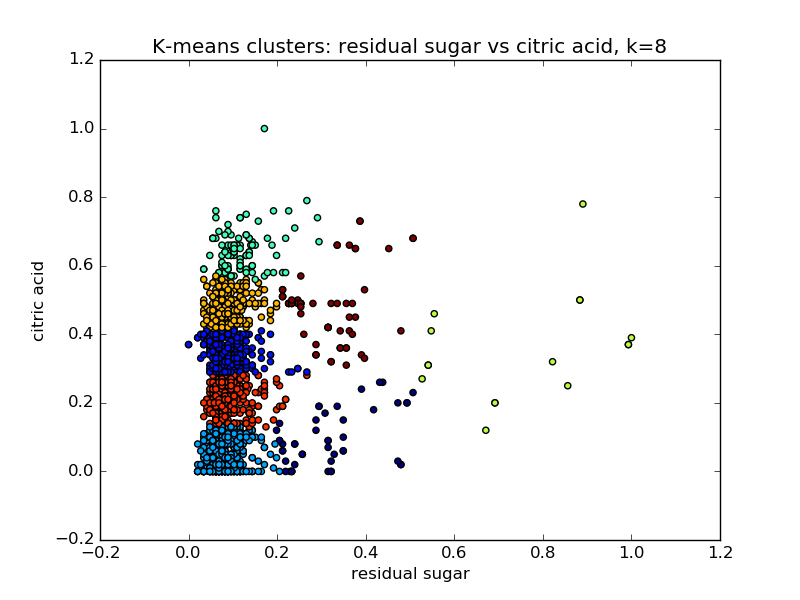 K-means clusters: residual sugar vs citric acid, k=8
1.2
1.0
0.8
0.6
0.4
0.2
0.0
−0.2
citric acid
−0.2 0.0 0.2 0.4 0.6 0.8 1.0 1.2
residual sugar